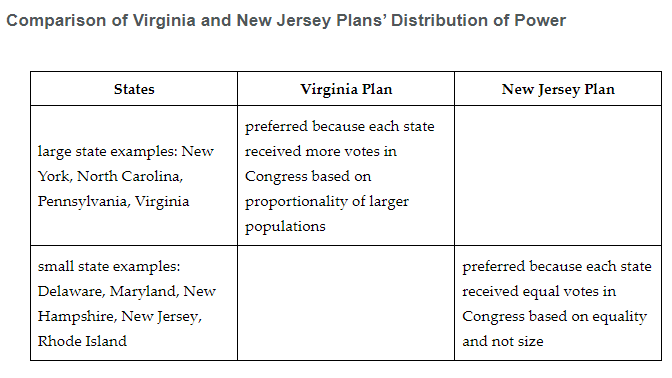 Comparison of Virginia and New Jersey Plans’ Distribution of Power
States
Virginia Plan
New Jersey Plan
large state examples: New
York, North Carolina,
Pennsylvania, Virginia
preferred because each state
received more votes in
Congress based on
proportionality of larger
populations
small state examples:
Delaware, Maryland, New
Hampshire, New Jersey,
Rhode Island
preferred because each state
received equal votes in
Congress based on equality
and not size